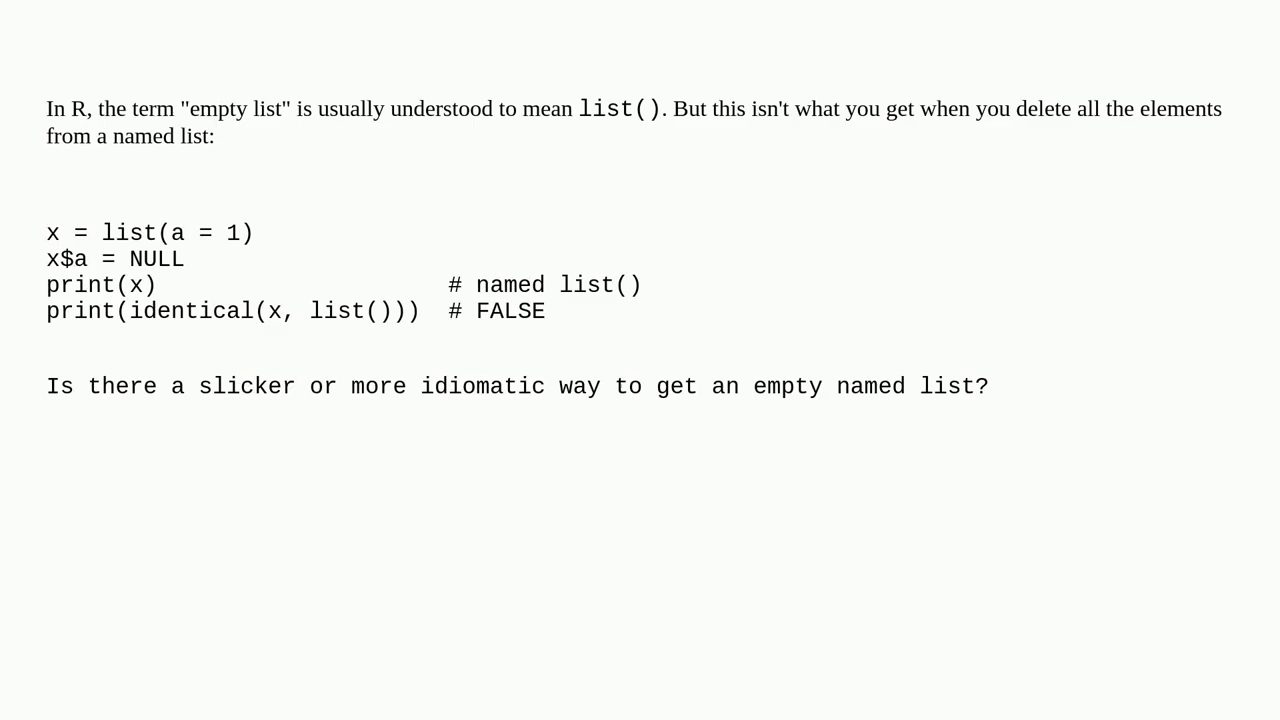 In R, the term "empty list" is usually understood to mean list(). But this isn't what you get when you delete all the elements
from a named list:
x = list(a = 1)
x$a = NULL
print(x)                     # named list()
print(identical(x, list()))  # FALSE
Is there a slicker or more idiomatic way to get an empty named list?